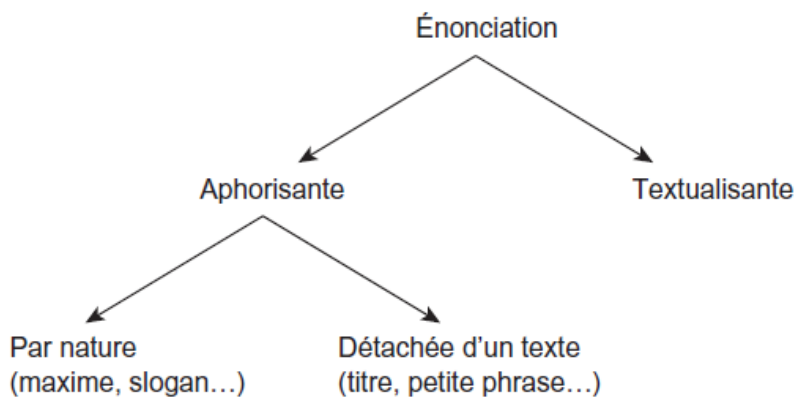 Énonciation
Aphorisante
Textualisante
Par nature
(maxime, slogan…)
Détachée d'un texte
(titre, petite phrase…)